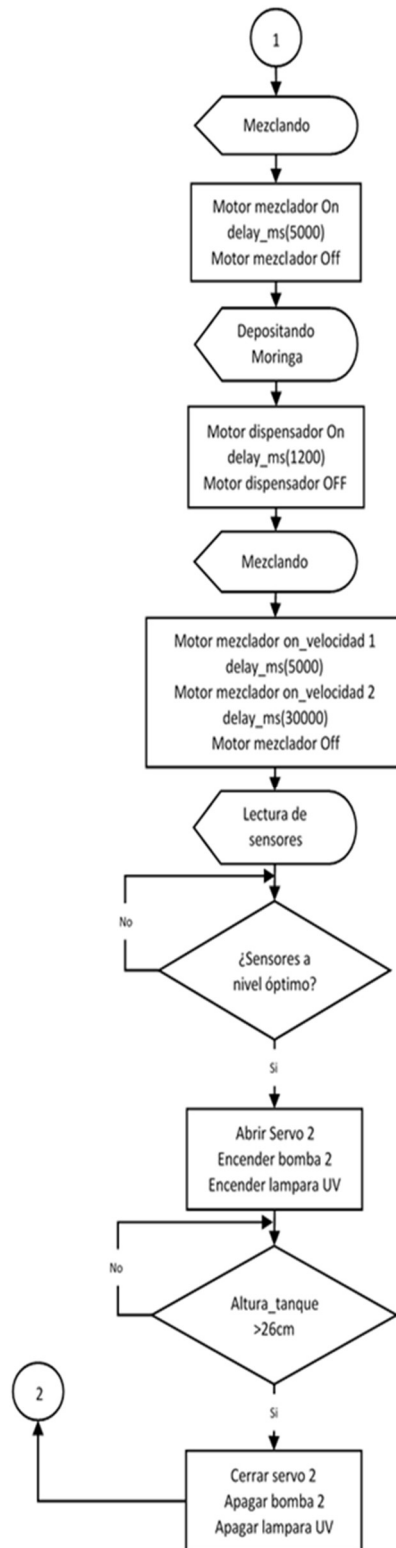 1
Mezclando
Motor mezclador On
delay_ms(5000)
Motor mezclador Off
Depositando
Moringa
Motor dispensador On
delay_ms(1200)
Motor dispensador OFF
Mezclando
Motor mezclador on_velocidad 1
delay_ms(5000)
Motor mezclador on_velocidad 2
delay_ms(30000)
Motor mezclador Off
Lectura de
sensores
No
¿Sensores a
nivel óptimo?
Si
Abrir Servo 2
Encender bomba 2
Encender lampara UV
No
Altura_tanque
>26cm
Si
2
Cerrar servo 2
Apagar bomba 2
Apagar lampara UV